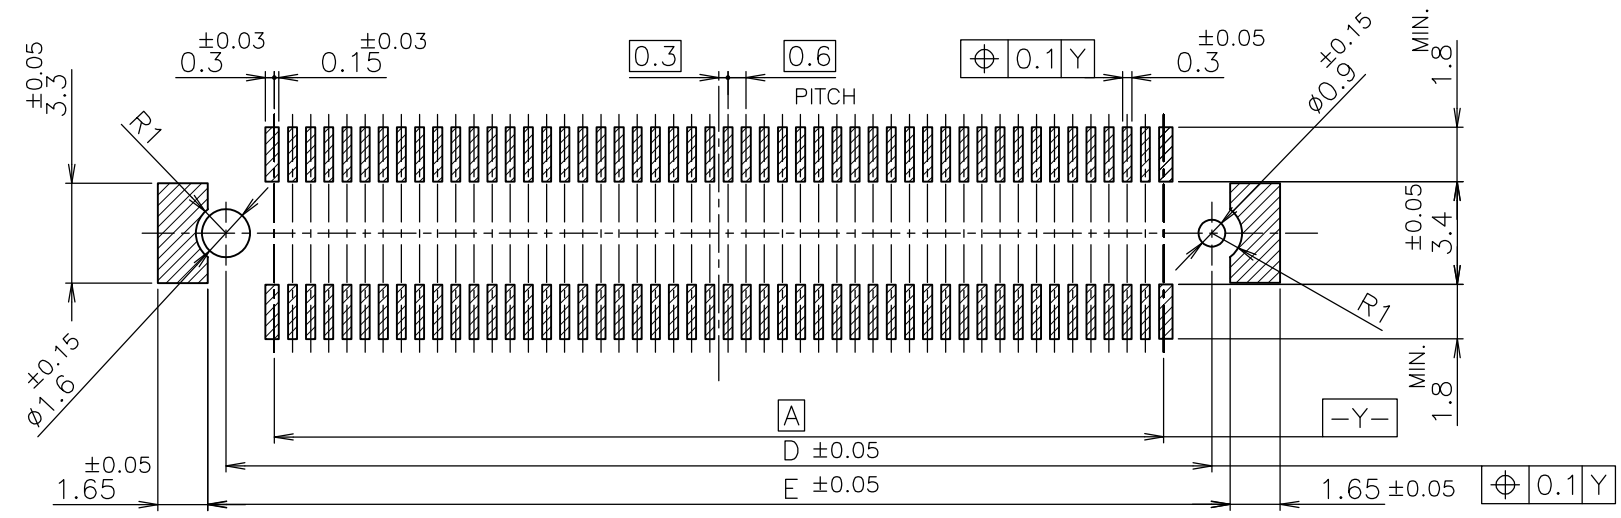 ±0.03
0.3
±0.03
0.15
0.3
0.6
PITCH
⌖ 0.1 Y
±0.05
0.3
±0.15
ø0.9
MIN.
1.8
±0.05
3.3
R1
±0.05
3.4
R1
±0.15
ø1.6
MIN.
1.8
A
-Y-
D ±0.05
±0.05
1.65
E ±0.05
1.65 ±0.05
⌖ 0.1 Y